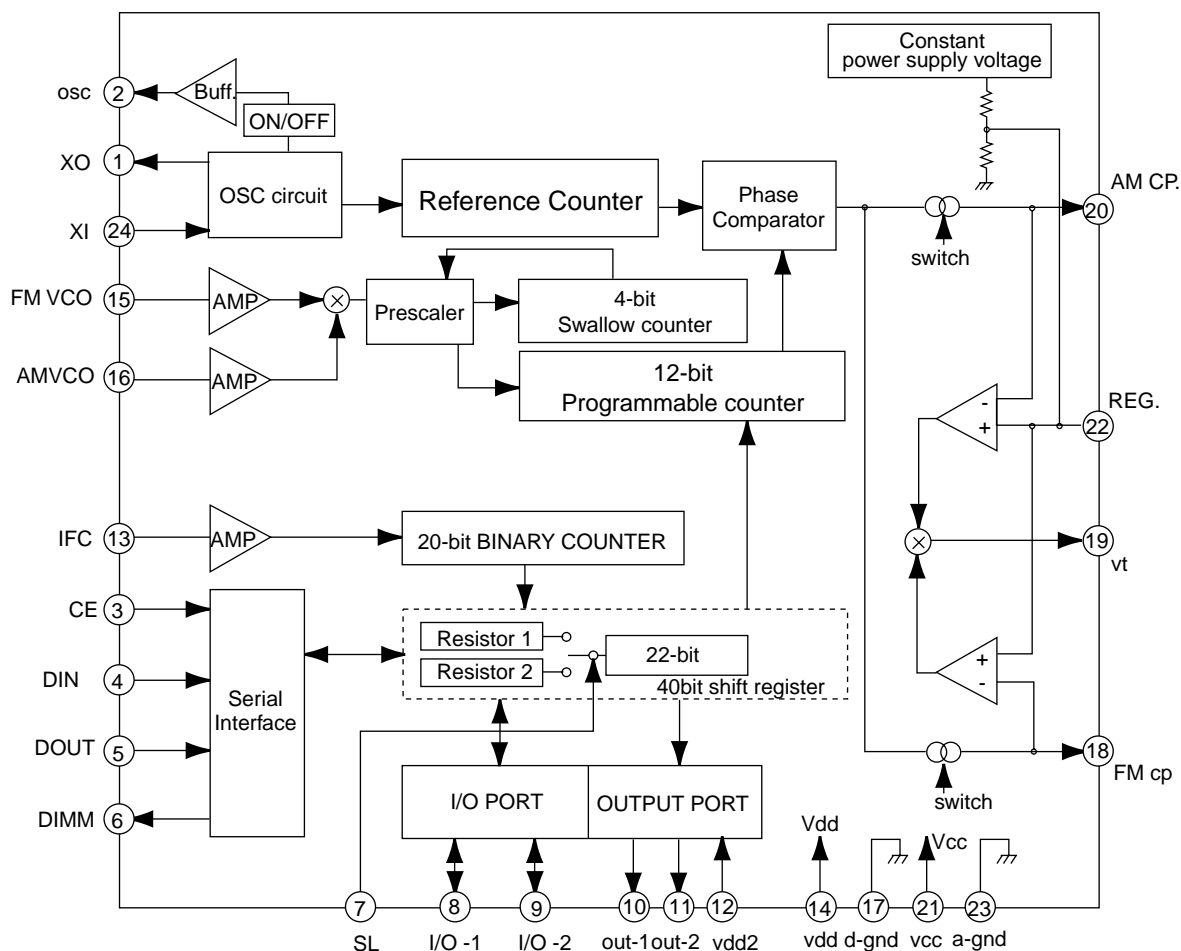 Constant
power supply voltage
osc
2
Buff.
ON/OFF
XO
1
OSC circuit
Reference Counter
Phase
Comparator
AM CP.
20
XI
24
switch
FM VCO
15
AMP
×
Prescaler
4-bit
Swallow counter
AMVCO
16
AMP
12-bit
Programmable counter
-
+
REG.
22
IFC
13
AMP
20-bit BINARY COUNTER
×
19
vt
CE
3
Resistor 1
22-bit
Resistor 2
40bit shift register
+
-
DIN
4
Serial
Interface
DOUT
5
18
FM cp
switch
DIMM
6
I/O PORT
OUTPUT PORT
Vdd
Vcc
7
8
9
10
11
12
14
17
21
23
SL
I/O -1
I/O -2
out-1
out-2
vdd2
vdd
d-gnd
vcc
a-gnd